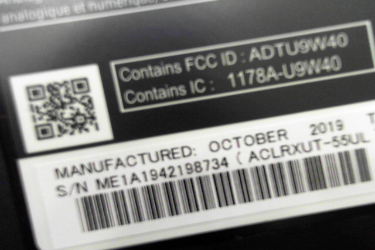 analogique et numérique,
Contains FCC ID : ADTU9W40
Contains IC : 1178A-U9W40
MANUFACTURED: OCTOBER 2019
S/N ME1A1942198734 ( ACLRXUT-55UL